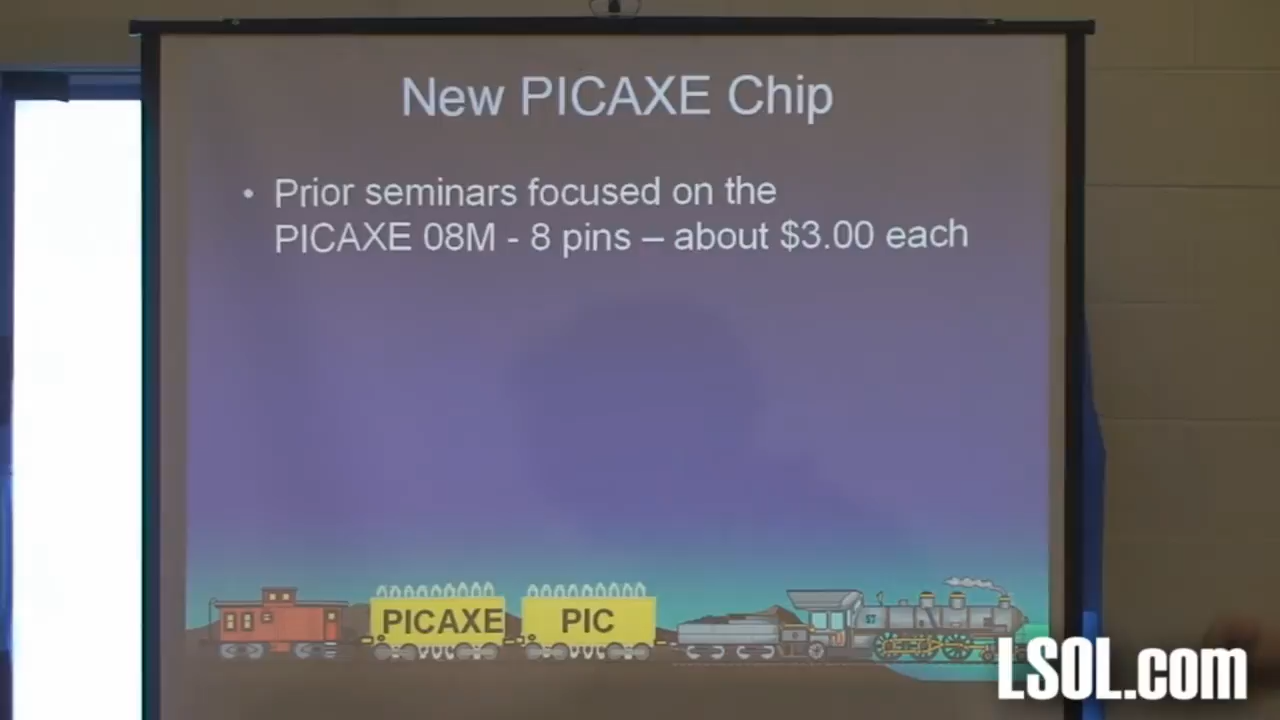 New PICAXE Chip
• Prior seminars focused on the
PICAXE 08M - 8 pins – about $3.00 each
PICAXE
PIC
57
LSOL.com